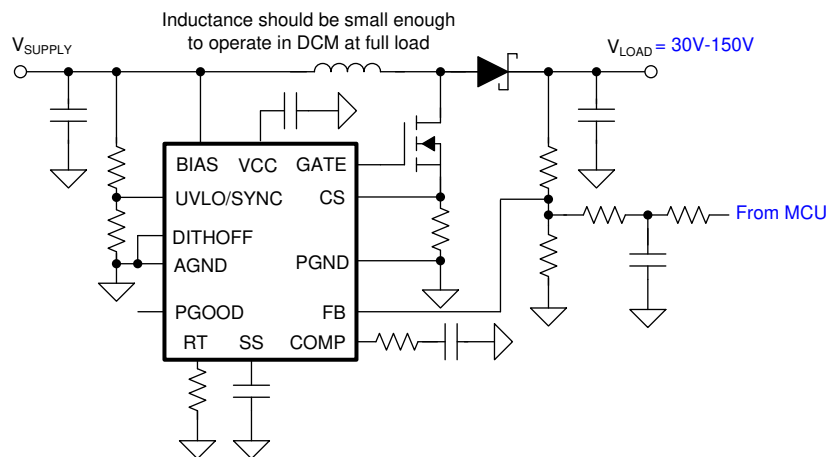 Inductance should be small enough
to operate in DCM at full load
VSUPPLY
VLOAD = 30V-150V
BIAS VCC GATE
UVLO/SYNC CS
DITHOFF
AGND PGND
PGOOD FB
RT SS COMP
From MCU